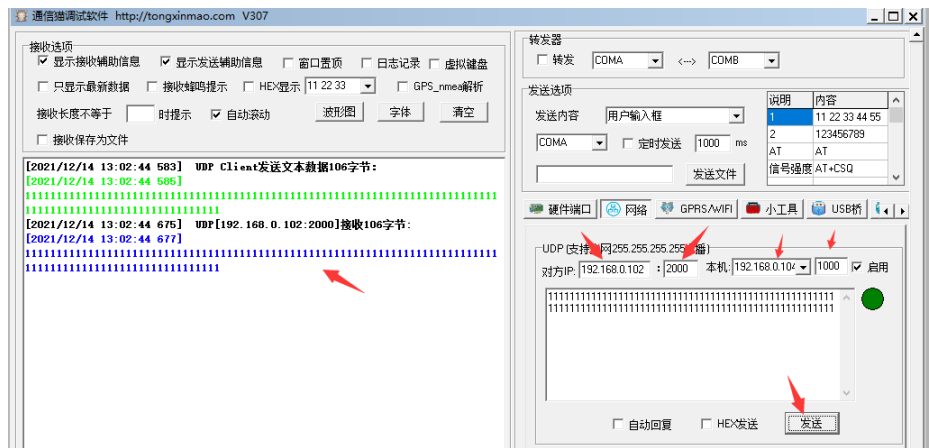 通信猫调试软件 http://tongxinmao.com V307
接收选项
显示接收辅助信息 显示发送辅助信息 窗口置顶 日志记录 虚拟键盘
只显示最新数据 接收蜂鸣提示 HEX显示 11 22 33 GPS_nmea解析
接收长度不等于 时提示 自动滚动 波形图 字体 清空
接收保存为文件
[2021/12/14 13:02:44 583] UDP Client发送文本数据106字节:
[2021/12/14 13:02:44 585]
[2021/12/14 13:02:44 675] UDP[192.168.0.102:2000]接收106字节:
[2021/12/14 13:02:44 677]
转发器
转发 COMA <--> COMB
发送选项
发送内容 用户输入框
COMA 定时发送 1000 ms
发送文件
说明 内容
1 11 22 33 44 55
2 123456789
AT AT
信号强度 AT+CSQ
硬件端口 网络 GPRS/WIFI 小工具 USB桥
对方IP: 192.168.0.102 : 2000 本机: 192.168.0.10 1000 启用
自动回复 HEX发送 发送